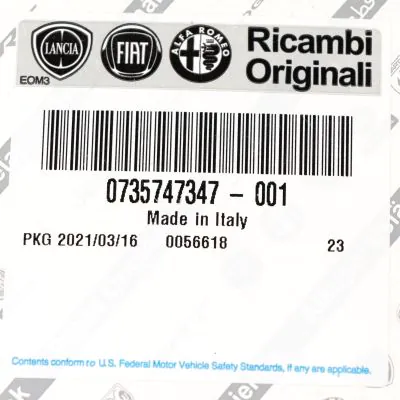 LANCIA FIAT ALFA ROMEO Ricambi
Originali
EOM3
0735747347 - 001
Made in Italy
PKG 2021/03/16 0056618 23
Contents conform to U.S. Federal Motor Vehicle Safety Standards, if any are applicable.